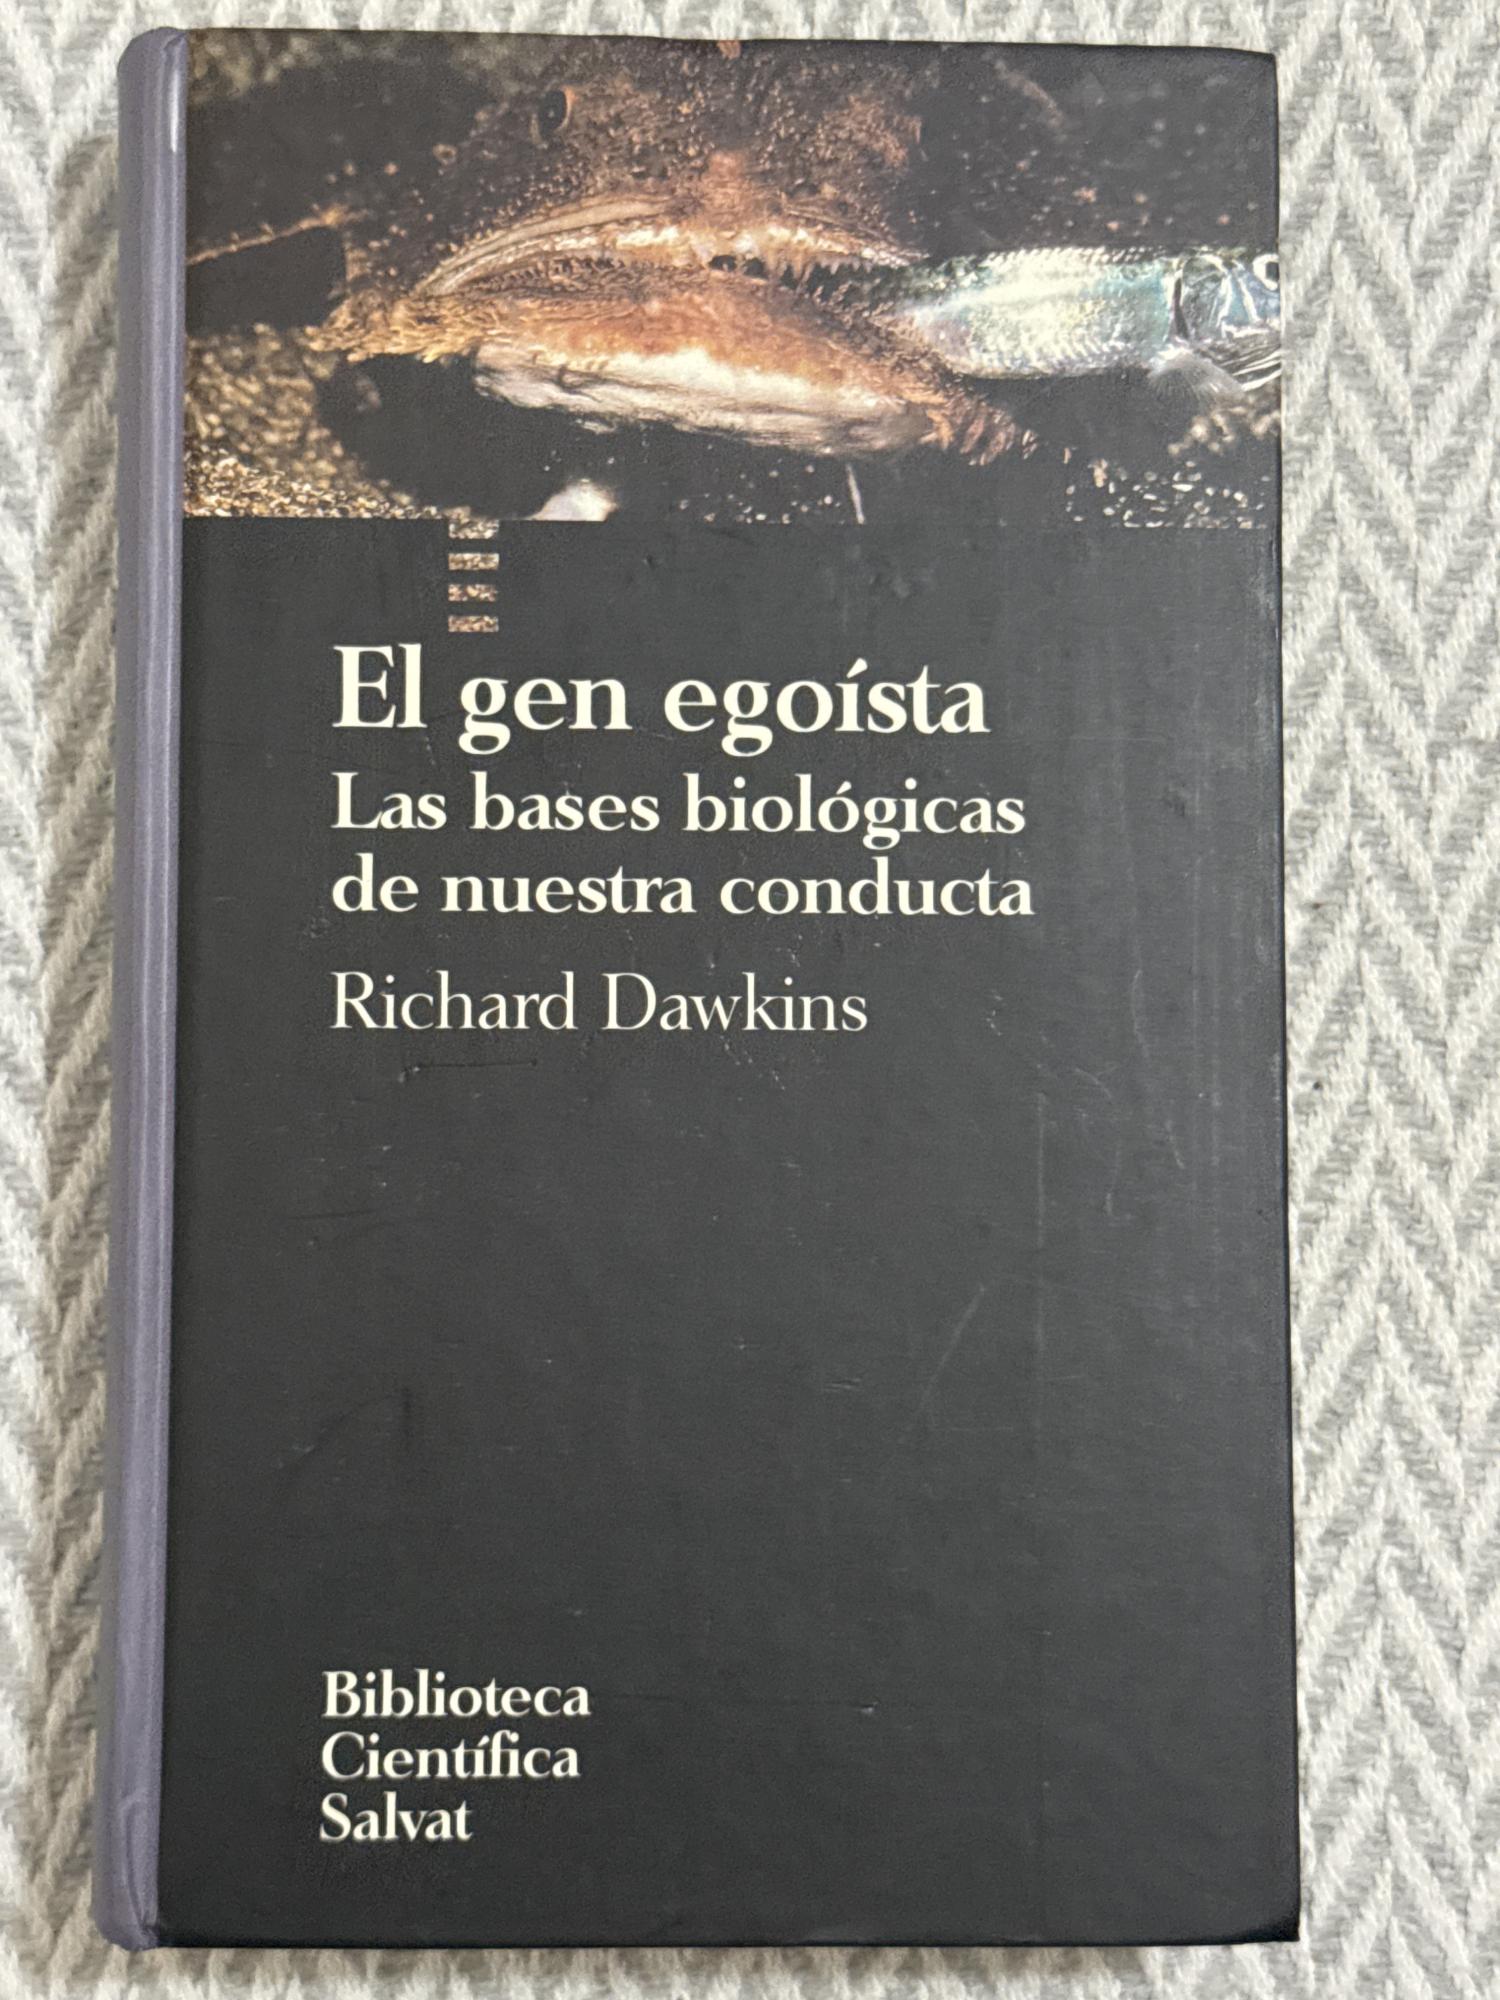 El gen egoísta
Las bases biológicas
de nuestra conducta
Richard Dawkins
Biblioteca
Científica
Salvat